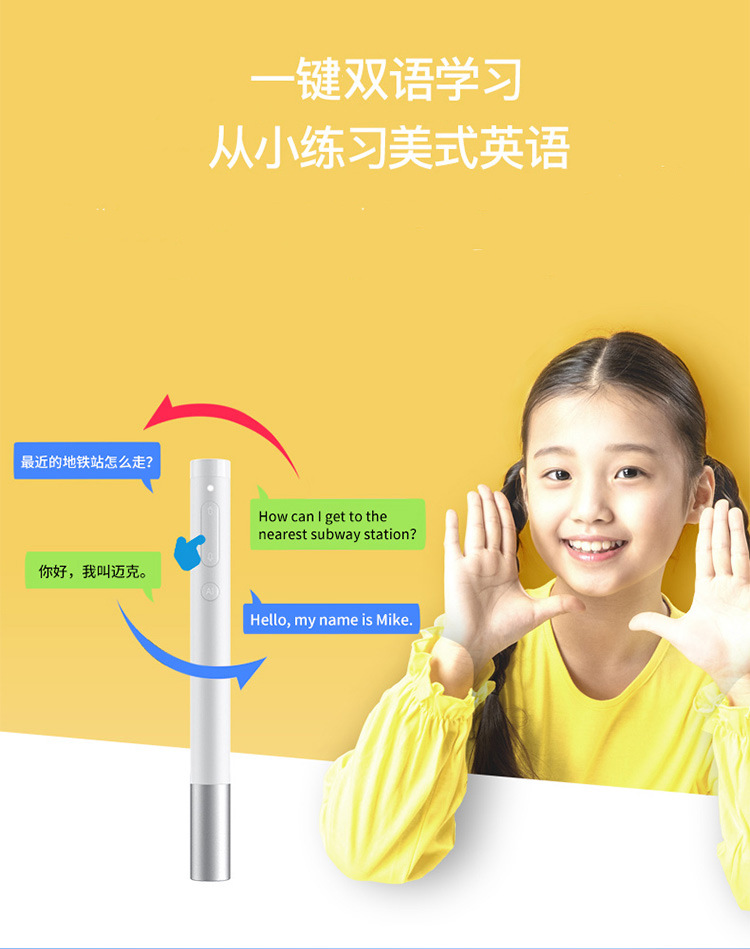 一键双语学习
从小练习美式英语
最近的地铁站怎么走?
How can I get to the
nearest subway station?
你好，我叫迈克。
Hello, my name is Mike.
AI